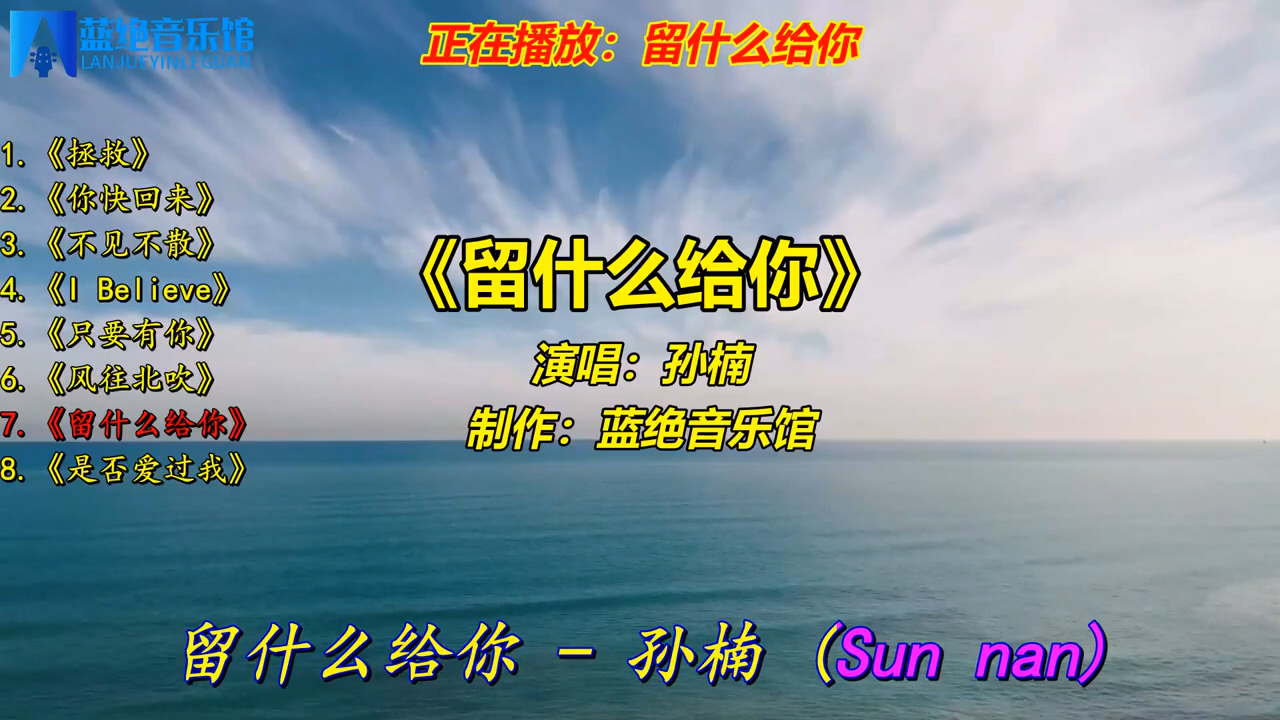 蓝绝音乐馆
LANJUEYINLEGUAN
正在播放：留什么给你
1.《拯救》
2.《你快回来》
3.《不见不散》
4.《I Believe》
5.《只要有你》
6.《风往北吹》
7.《留什么给你》
8.《是否爱过我》
《留什么给你》
演唱：孙楠
制作：蓝绝音乐馆
留什么给你 - 孙楠 (Sun nan)